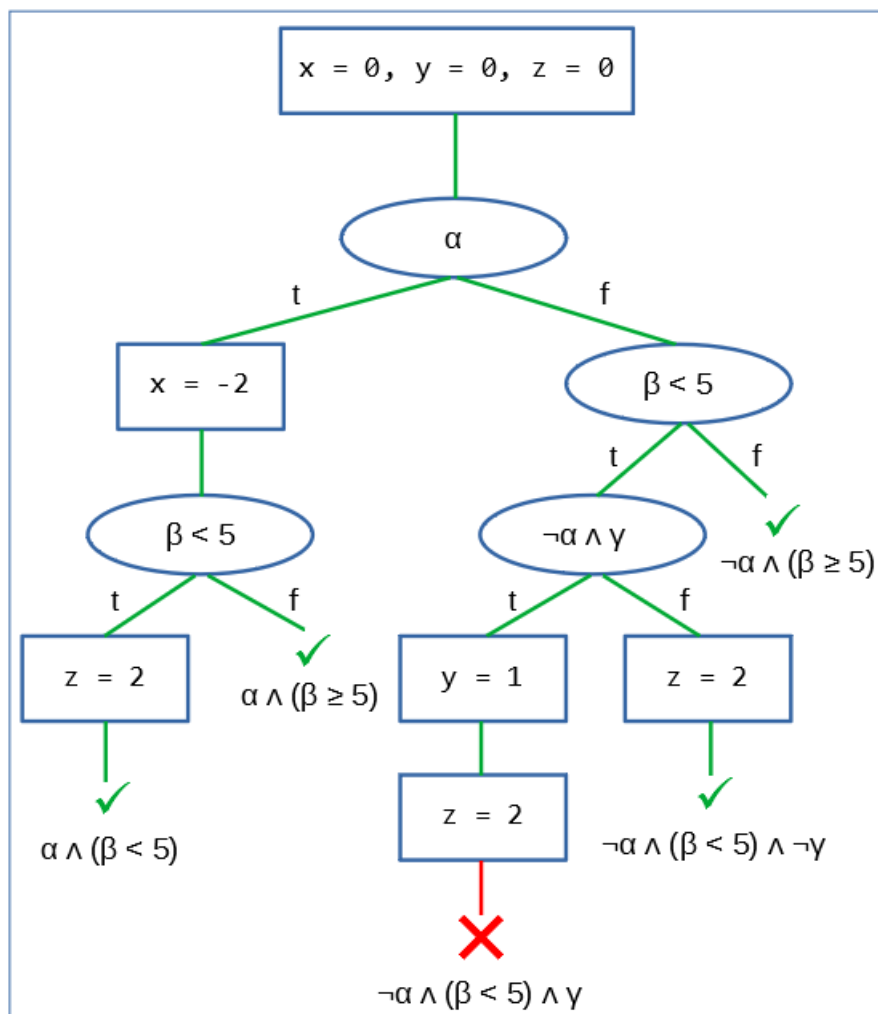 x = 0, y = 0, z = 0
α
t
f
x = -2
β < 5
t
f
β < 5
¬α ∧ γ
¬α ∧ (β ≥ 5)
t
f
t
f
z = 2
α ∧ (β ≥ 5)
y = 1
z = 2
z = 2
α ∧ (β < 5)
¬α ∧ (β < 5) ∧ ¬γ
¬α ∧ (β < 5) ∧ γ